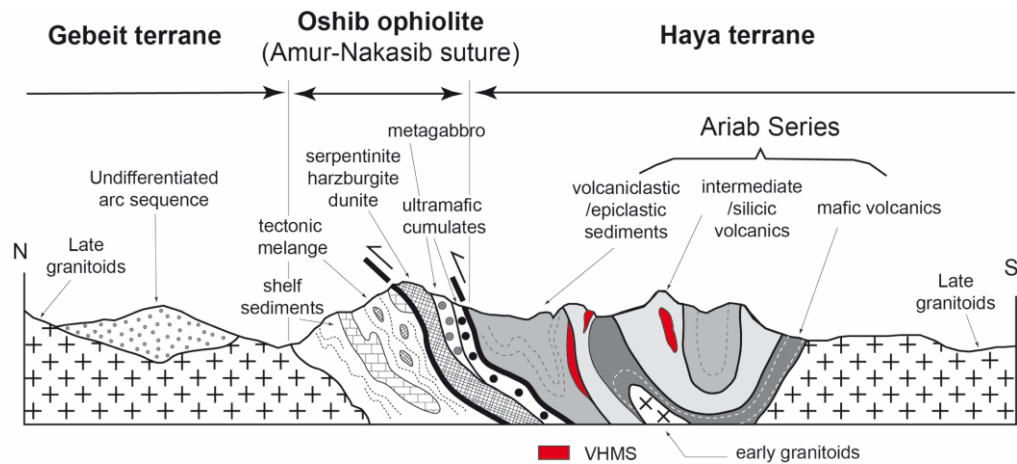 Gebeit terrane
Oshib ophiolite
(Amur-Nakasib suture)
Haya terrane
Ariab Series
metagabbro
serpentinite
harzburgite
dunite
ultramafic
cumulates
volcaniclastic
/epiclastic
sediments
intermediate
/silicic
volcanics
mafic volcanics
Undifferentiated
arc sequence
tectonic
melange
shelf
sediments
N
Late
granitoids
S
Late
granitoids
VHMS
early granitoids